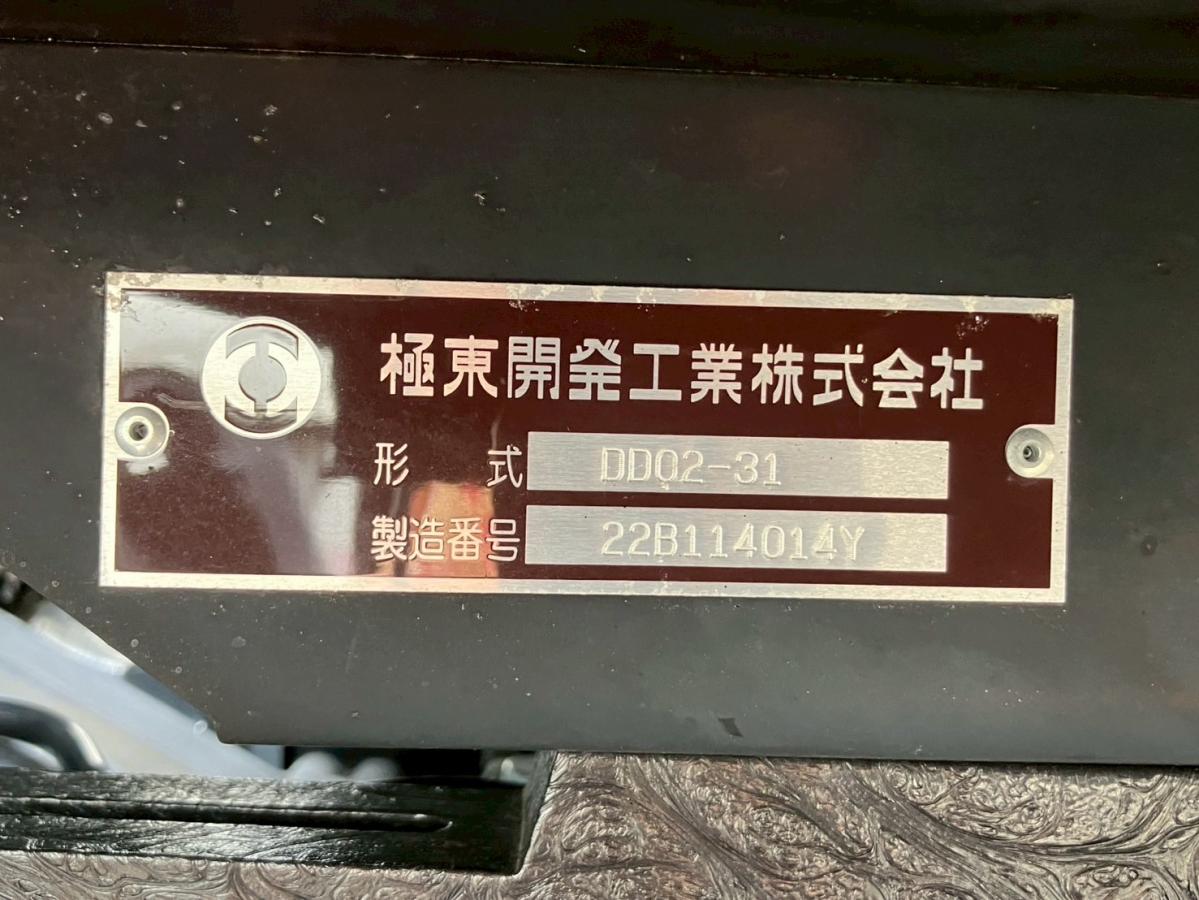 極東開発工業株式会社
形 式 DD02-31
製造番号 22B114014Y